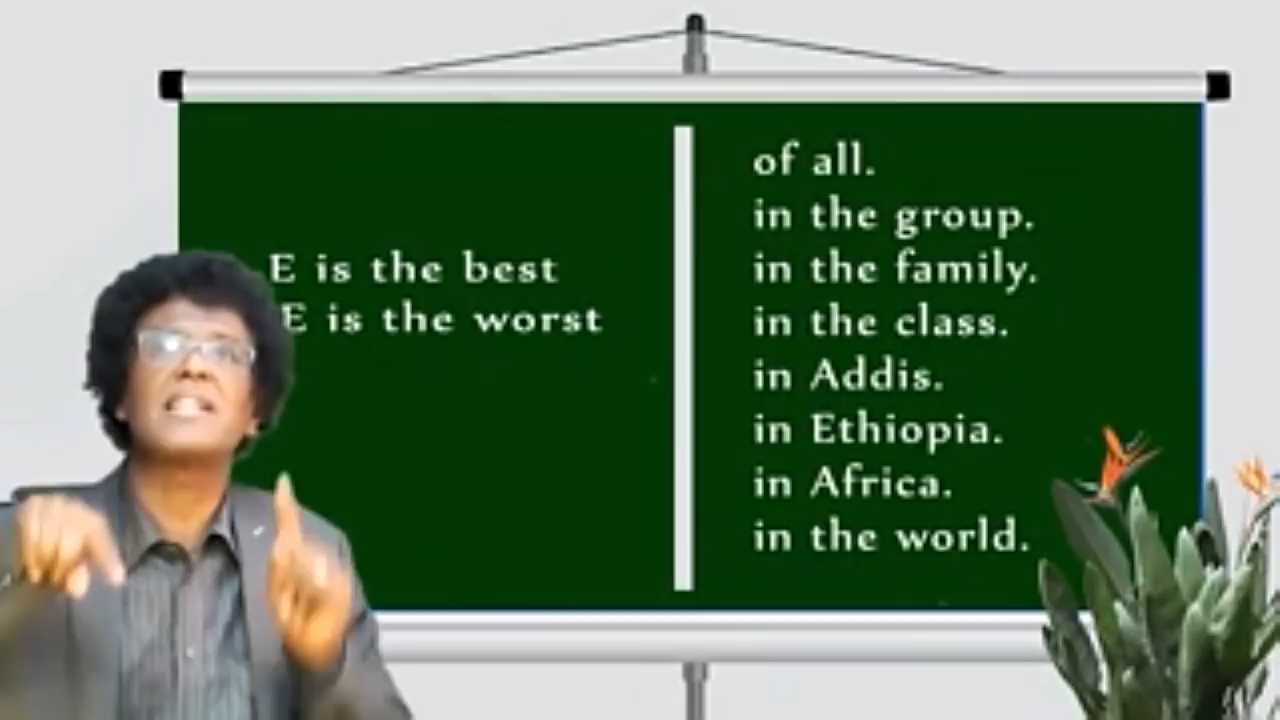 E is the best
E is the worst
of all.
in the group.
in the family.
in the class.
in Addis.
in Ethiopia.
in Africa.
in the world.